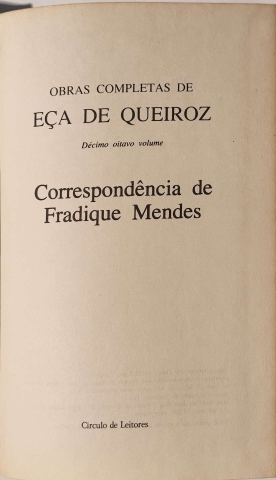 OBRAS COMPLETAS DE
EÇA DE QUEIROZ
Décimo oitavo volume
Correspondência de
Fradique Mendes
Círculo de Leitores